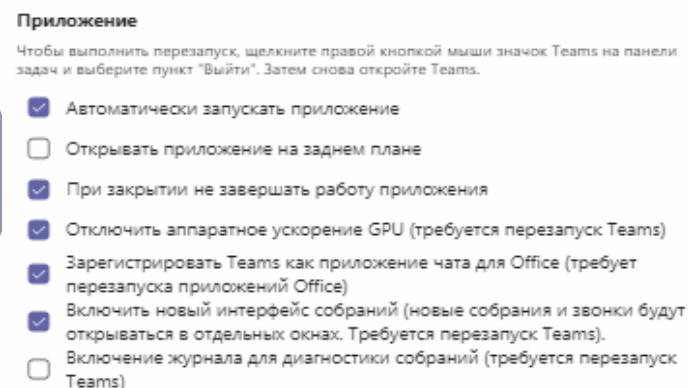 Приложение
Чтобы выполнить перезапуск, щелкните правой кнопкой мыши значок Teams на панели
задач и выберите пункт "Выйти". Затем снова откройте Teams.
Автоматически запускать приложение
Открывать приложение на заднем плане
При закрытии не завершать работу приложения
Отключить аппаратное ускорение GPU (требуется перезапуск Teams)
Зарегистрировать Teams как приложение чата для Office (требует
перезапуска приложений Office)
Включить новый интерфейс собраний (новые собрания и звонки будут
открываться в отдельных окнах. Требуется перезапуск Teams).
Включение журнала для диагностики собраний (требуется перезапуск
Teams)